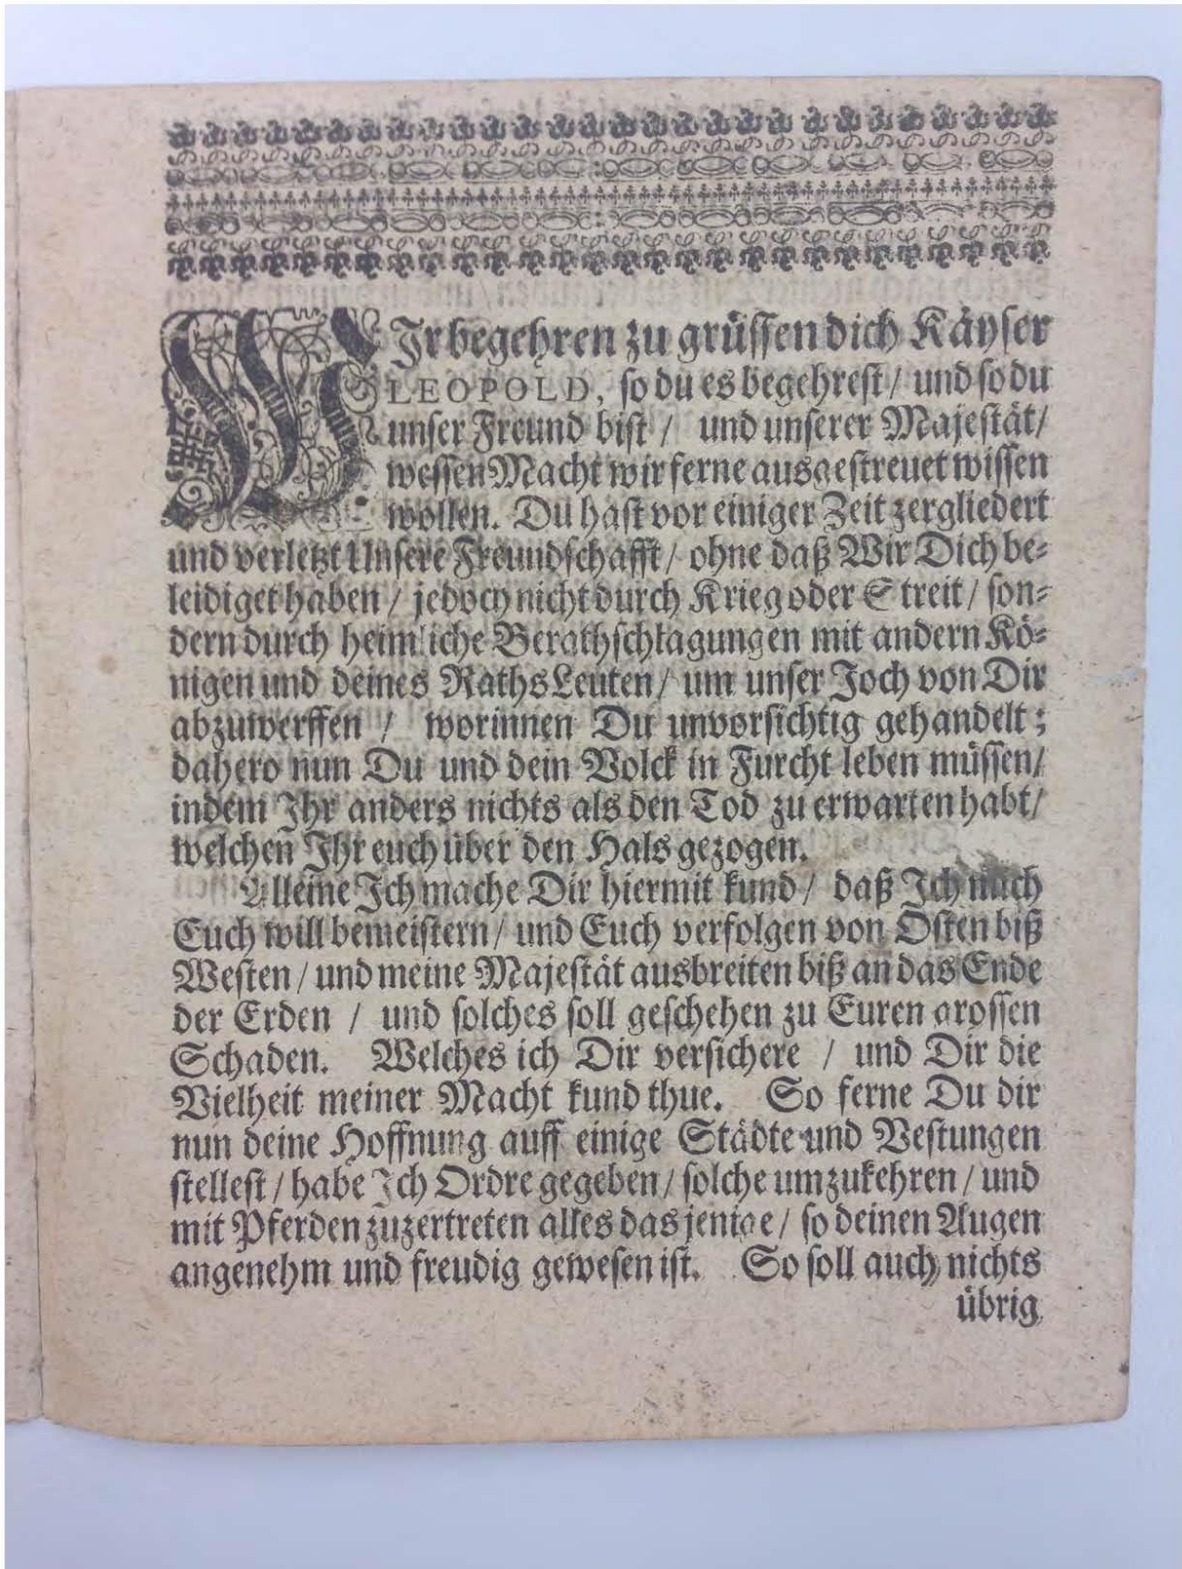 WIr begehren zu grüssen dich Käyser
LEOPOLD, so du es begehrest / und so du
unser Freund bist / und unserer Majestät /
wessen Macht wir ferne ausgestreuet wissen
wollen. Du hast vor einiger Zeit zergliedert
und verletzt Unsere Freundschafft / ohne daß Wir Dich be-
leidiget haben / jedoch nicht durch Krieg oder Streit / son-
dern durch heimliche Berathschlagungen mit andern Kö-
nigen und deines Raths Leuten / um unser Joch von Dir
abzuwerffen / worinnen Du unvorsichtig gehandelt;
dahero nun Du und dein Volck in Furcht leben müssen /
indem Ihr anders nichts als den Tod zu erwarten habt /
welchen Ihr euch über den Hals gezogen.
Alleine Ich mache Dir hiermit kund / daß Ich mich
Euch will bemeistern / und Euch verfolgen von Osten biß
Westen / und meine Majestät ausbreiten biß an das Ende
der Erden / und solches soll geschehen zu Euren grossen
Schaden. Welches ich Dir versichere / und Dir die
Vielheit meiner Macht kund thue. So ferne Du dir
nun deine Hoffnung auff einige Städte und Vestungen
stellest / habe Ich Ordre gegeben / solche umzukehren / und
mit Pferden zuzertreten alles das jenige / so deinen Augen
angenehm und freudig gewesen ist. So soll auch nichts
übrig